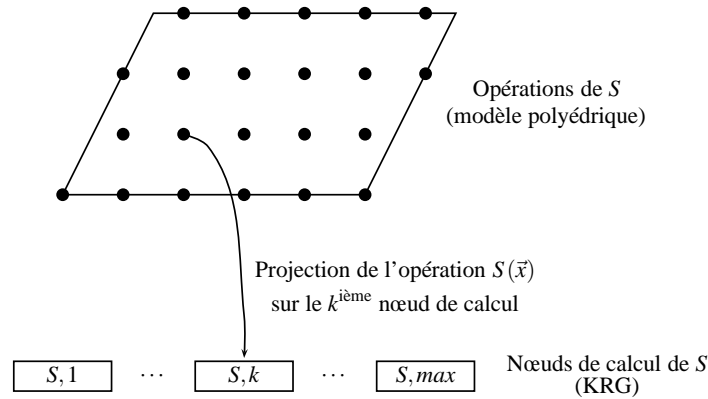 Opérations de S
(modèle polyédrique)
Projection de l'opération S(x⃗)
sur le kième nœud de calcul
S,1 ··· S,k ··· S,max
Nœuds de calcul de S
(KRG)